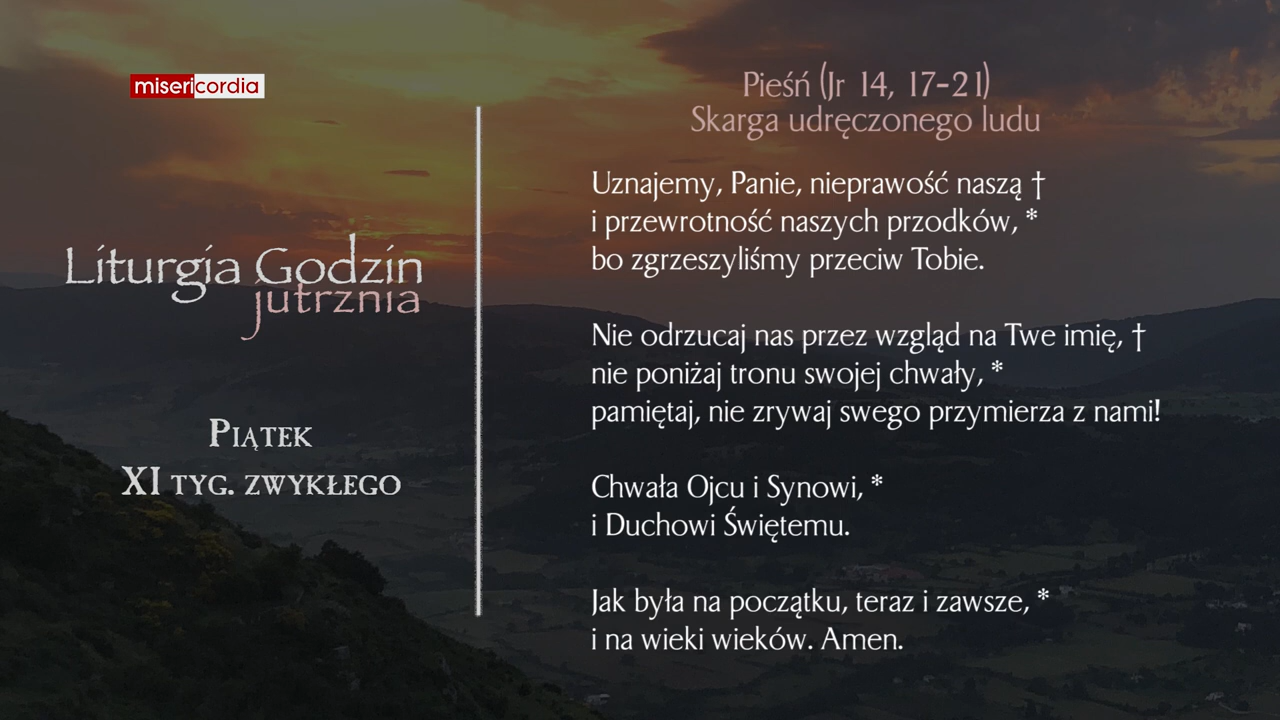 misericordia
Liturgia Godzin
jutrznia
Piątek
XI tyg. zwykłego
Pieśń (Jr 14, 17-21)
Skarga udręczonego ludu
Uznajemy, Panie, nieprawość naszą †
i przewrotność naszych przodków, *
bo zgrzeszyliśmy przeciw Tobie.
Nie odrzucaj nas przez wzgląd na Twe imię, †
nie poniżaj tronu swojej chwały, *
pamiętaj, nie zrywaj swego przymierza z nami!
Chwała Ojcu i Synowi, *
i Duchowi Świętemu.
Jak była na początku, teraz i zawsze, *
i na wieki wieków. Amen.